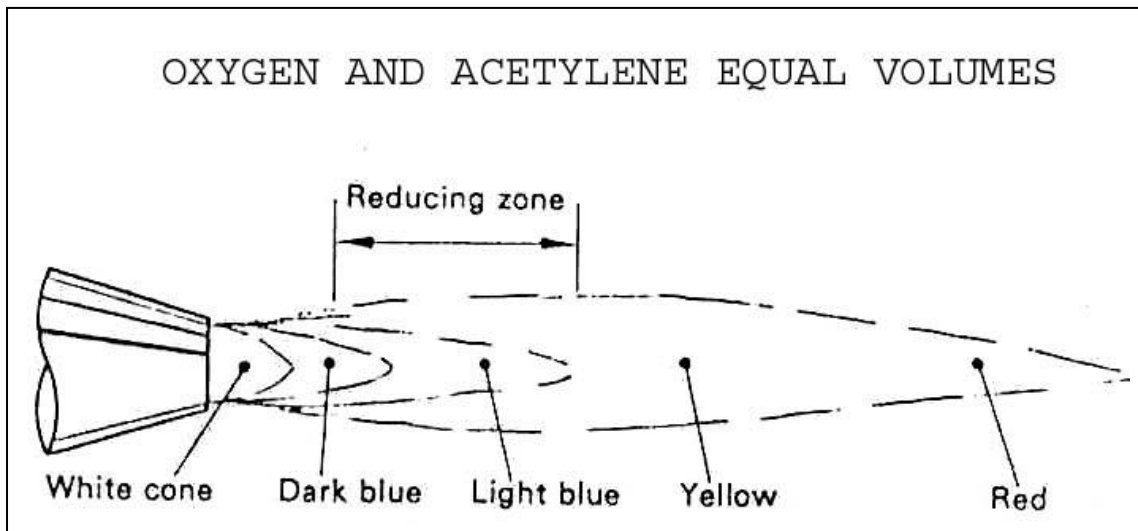 OXYGEN AND ACETYLENE EQUAL VOLUMES
Reducing zone
White cone
Dark blue
Light blue
Yellow
Red